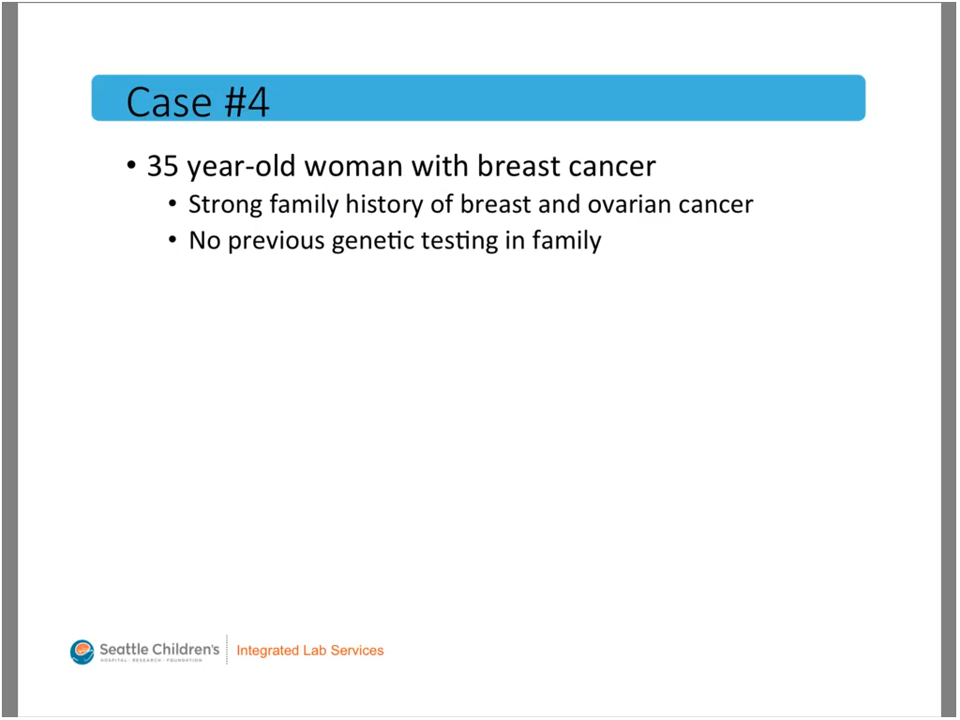 Case #4
• 35 year-old woman with breast cancer
• Strong family history of breast and ovarian cancer
• No previous genetic testing in family
Seattle Children's
HOSPITAL · RESEARCH · FOUNDATION
Integrated Lab Services